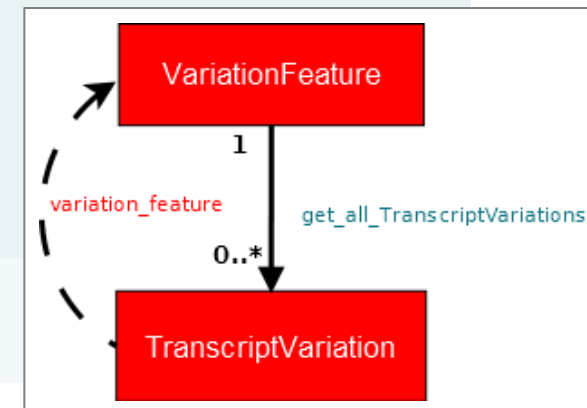 VariationFeature
1
variation_feature
get_all_TranscriptVariations
0..*
TranscriptVariation